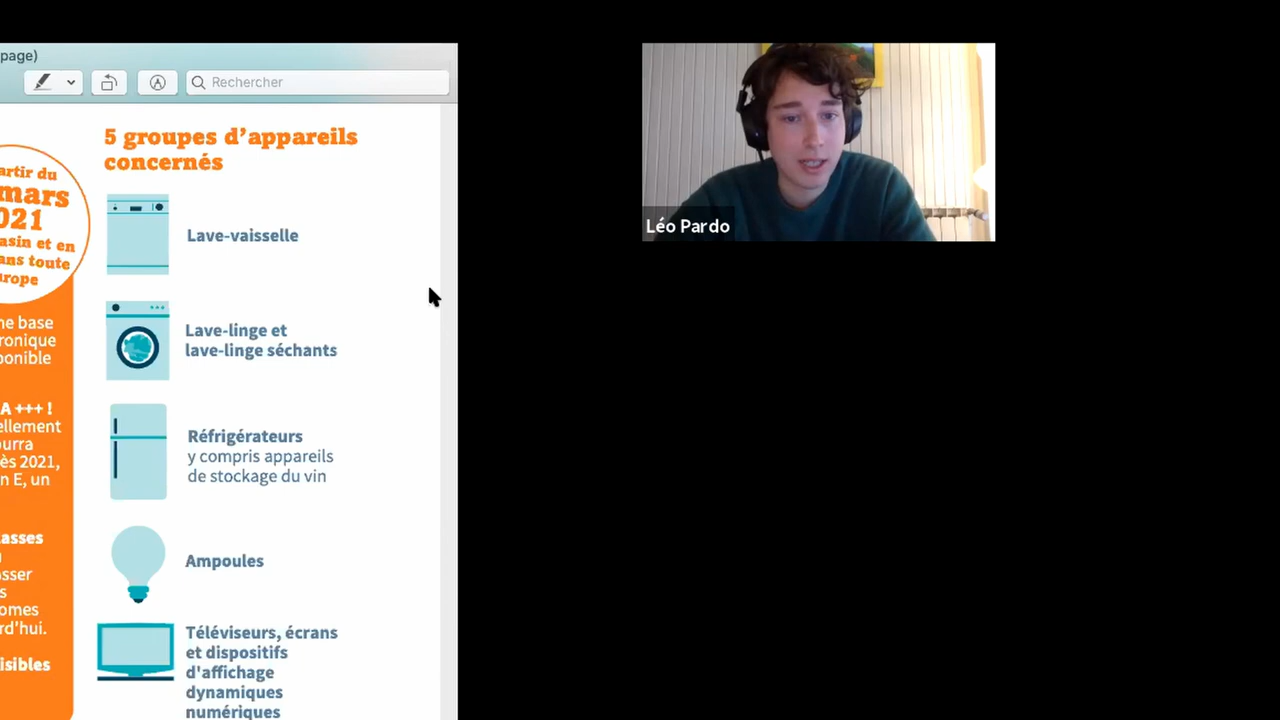 page)
Rechercher
artir du
mars
021
asin et en
ans toute
urope
ne base
ronique
ponible
A +++ !
ellement
urra
ès 2021,
n E, un
asses
sser
s
omes
rd'hui.
isibles
5 groupes d'appareils
concernés
Lave-vaisselle
Lave-linge et
lave-linge séchants
Réfrigérateurs
y compris appareils
de stockage du vin
Ampoules
Téléviseurs, écrans
et dispositifs
d'affichage
dynamiques
numériques
Léo Pardo